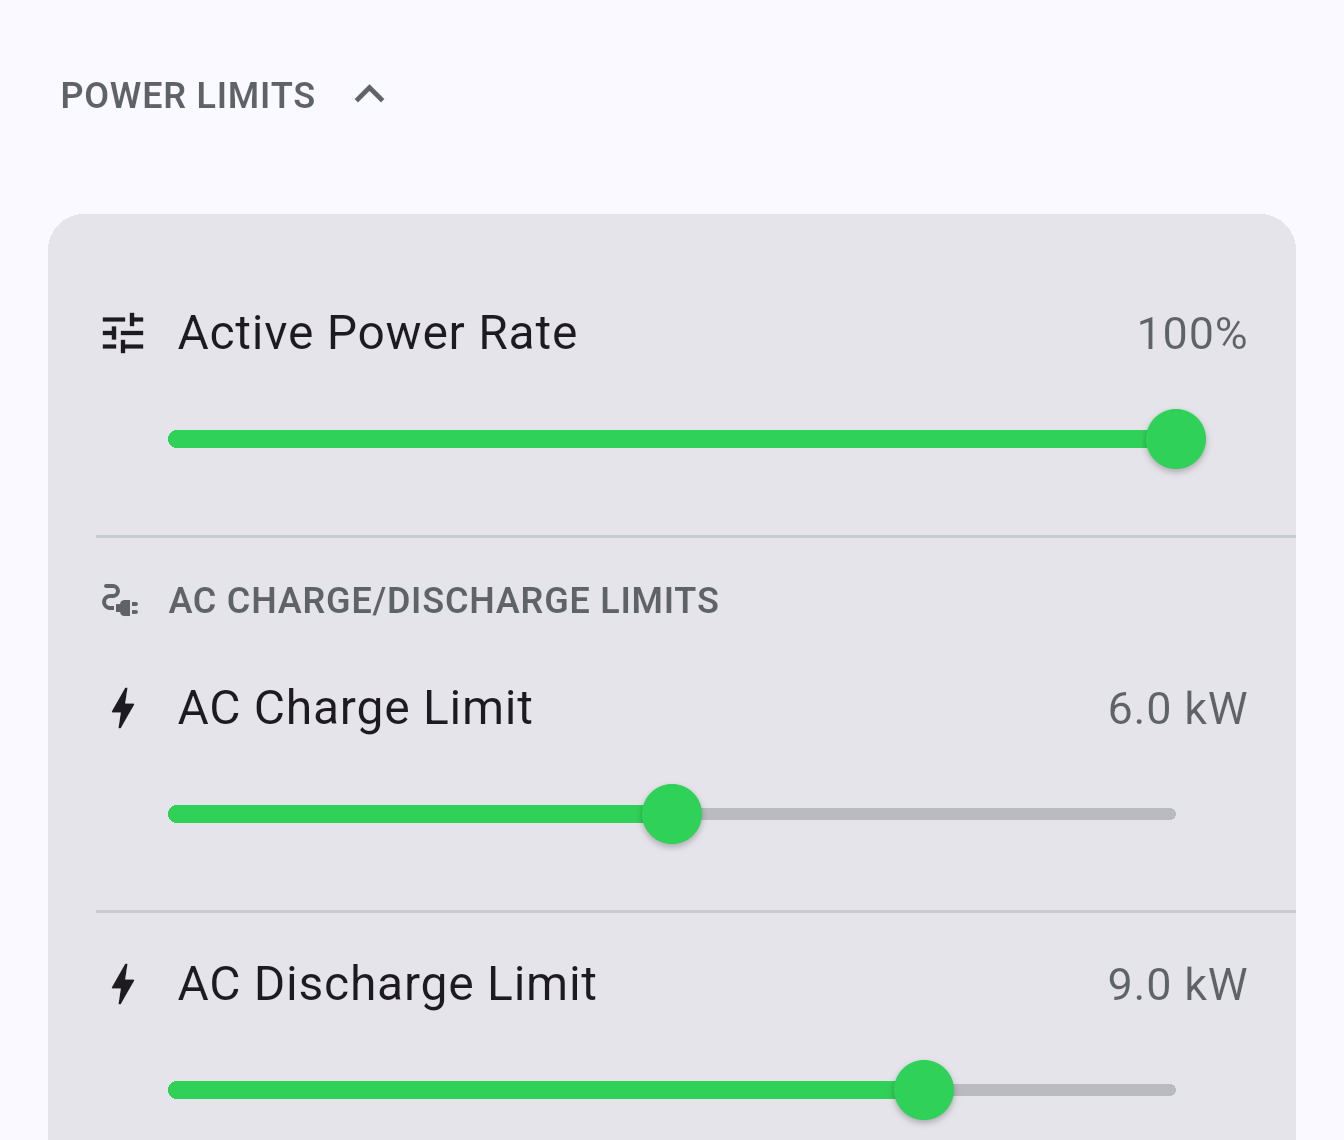 POWER LIMITS
Active Power Rate 100%
AC CHARGE/DISCHARGE LIMITS
AC Charge Limit 6.0 kW
AC Discharge Limit 9.0 kW